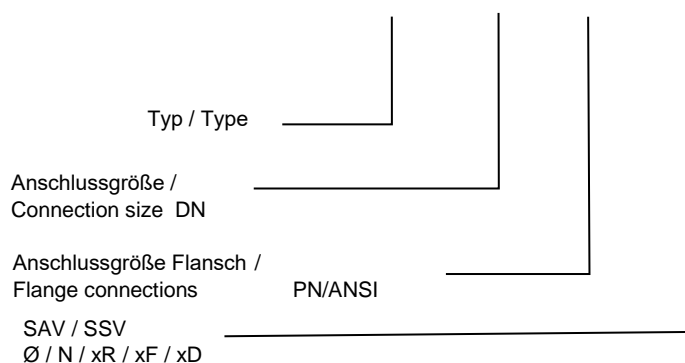 Typ / Type
Anschlussgröße /
Connection size DN
Anschlussgröße Flansch /
Flange connections PN/ANSI
SAV / SSV
Ø / N / xR / xF / xD